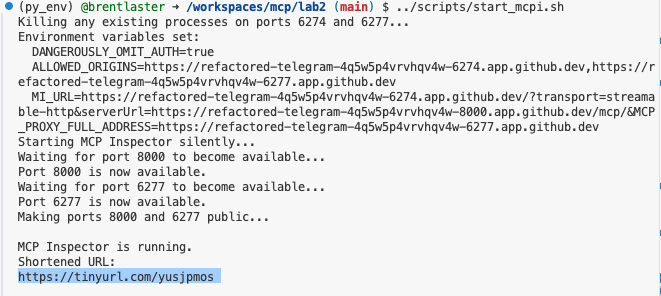 (py_env) @brentlaster → /workspaces/mcp/lab2 (main) $ ../scripts/start_mcpi.sh
Killing any existing processes on ports 6274 and 6277...
Environment variables set:
  DANGEROUSLY_OMIT_AUTH=true
  ALLOWED_ORIGINS=https://refactored-telegram-4q5w5p4vrvhqv4w-6274.app.github.dev,https://r
efactored-telegram-4q5w5p4vrvhqv4w-6277.app.github.dev
  MI_URL=https://refactored-telegram-4q5w5p4vrvhqv4w-6274.app.github.dev/?transport=streama
ble-http&serverUrl=https://refactored-telegram-4q5w5p4vrvhqv4w-8000.app.github.dev/mcp/&MCP
_PROXY_FULL_ADDRESS=https://refactored-telegram-4q5w5p4vrvhqv4w-6277.app.github.dev
Starting MCP Inspector silently...
Waiting for port 8000 to become available...
Port 8000 is now available.
Waiting for port 6277 to become available...
Port 6277 is now available.
Making ports 8000 and 6277 public...
MCP Inspector is running.
Shortened URL:
https://tinyurl.com/yusjpmos